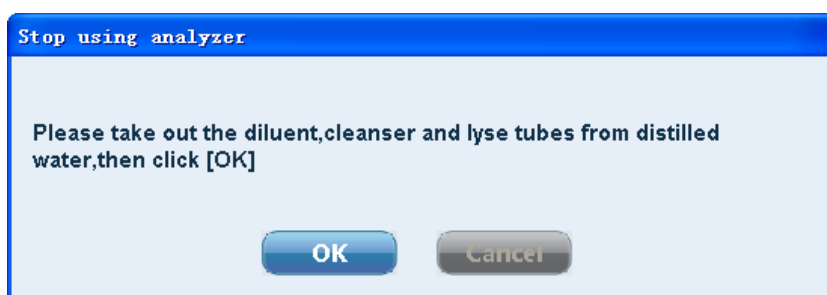 Stop using analyzer
Please take out the diluent,cleanser and lyse tubes from distilled
water,then click [OK]
OK
Cancel